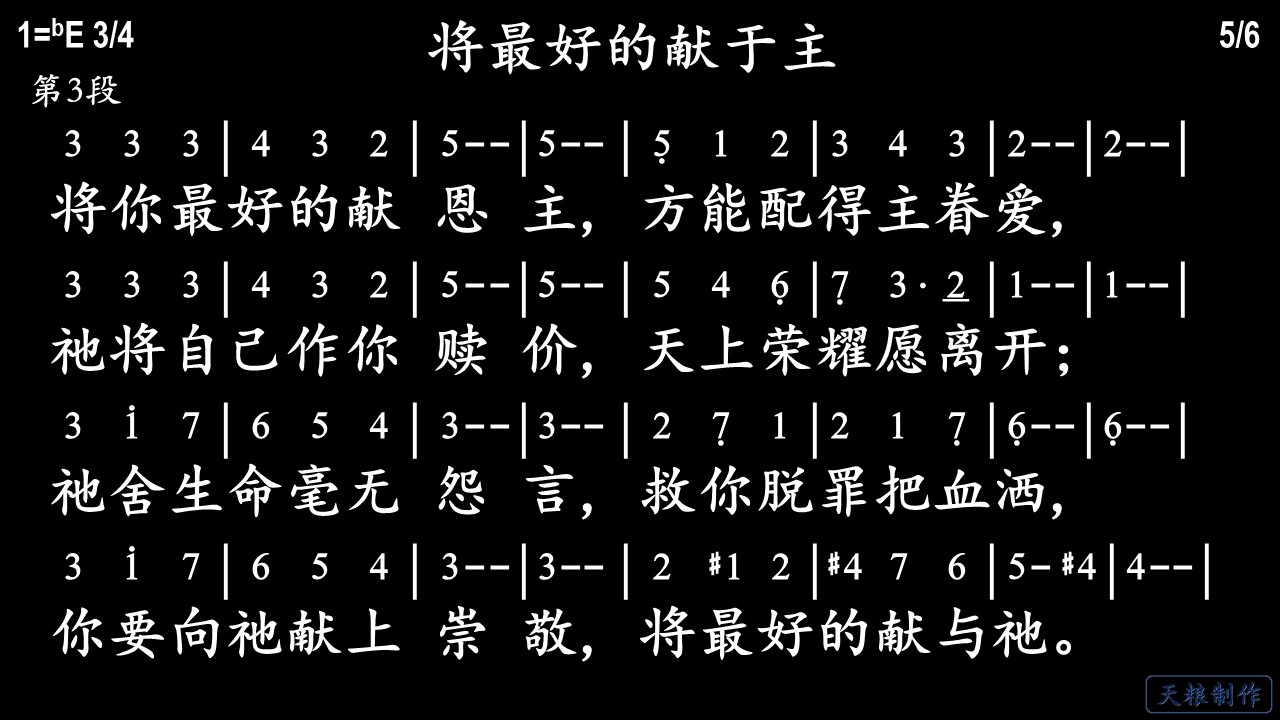 1=ᵇE 3/4
将最好的献于主
5/6
第3段
3 3 3 | 4 3 2 | 5-- | 5-- | 5̣ 1 2 | 3 4 3 | 2-- | 2-- |
将你最好的献 恩 主，方能配得主眷爱，
3 3 3 | 4 3 2 | 5-- | 5-- | 5 4 6̣ | 7̣ 3· 2̲ | 1-- | 1-- |
祂将自己作你 赎 价，天上荣耀愿离开；
3 1̇ 7 | 6 5 4 | 3-- | 3-- | 2 7̣ 1 | 2 1 7̣ | 6̣-- | 6̣-- |
祂舍生命毫无 怨 言，救你脱罪把血洒，
3 1̇ 7 | 6 5 4 | 3-- | 3-- | 2 #1 2 | #4 7 6 | 5- #4 | 4-- |
你要向祂献上 崇 敬，将最好的献与祂。
天粮制作